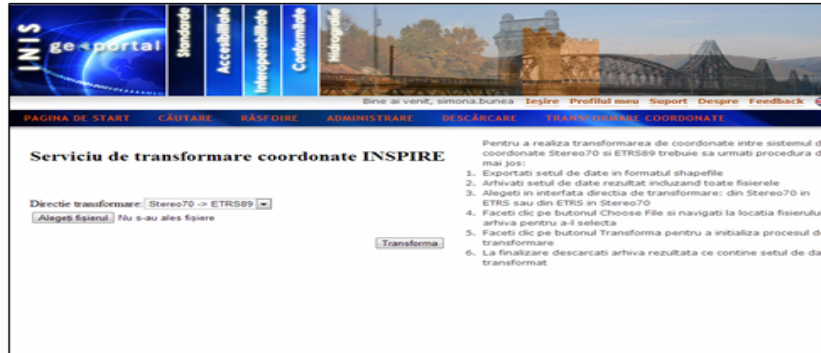 INIS
geoportal
Standarde
Accesibilitate
Interoperabilitate
Conformitate
Hidrografie
Bine ai venit, simona.bunea Ieșire Profilul meu Suport Despre Feedback
PAGINA DE START CĂUTARE RĂSFOIRE ADMINISTRARE DESCĂRCARE TRANSFORMARE COORDONATE
Serviciu de transformare coordonate INSPIRE
Directie transformare: Stereo70 -> ETRS89
Alegeți fișierul Nu s-au ales fișiere
Transforma
Pentru a realiza transformarea de coordonate intre sistemul d
coordonate Stereo70 si ETRS89 trebuie sa urmati procedura d
mai jos:
1. Exportati setul de date in formatul shapefile
2. Arhivati setul de date rezultat incluzand toate fisierele
3. Alegeti in interfata directia de transformare: din Stereo70 in
ETRS sau din ETRS in Stereo70
4. Faceti clic pe butonul Choose File si navigati la locatia fisierulu
arhiva pentru a-l selecta
5. Faceti clic pe butonul Transforma pentru a initializa procesul d
transformare
6. La finalizare descarcati arhiva rezultata ce contine setul de da
transformat